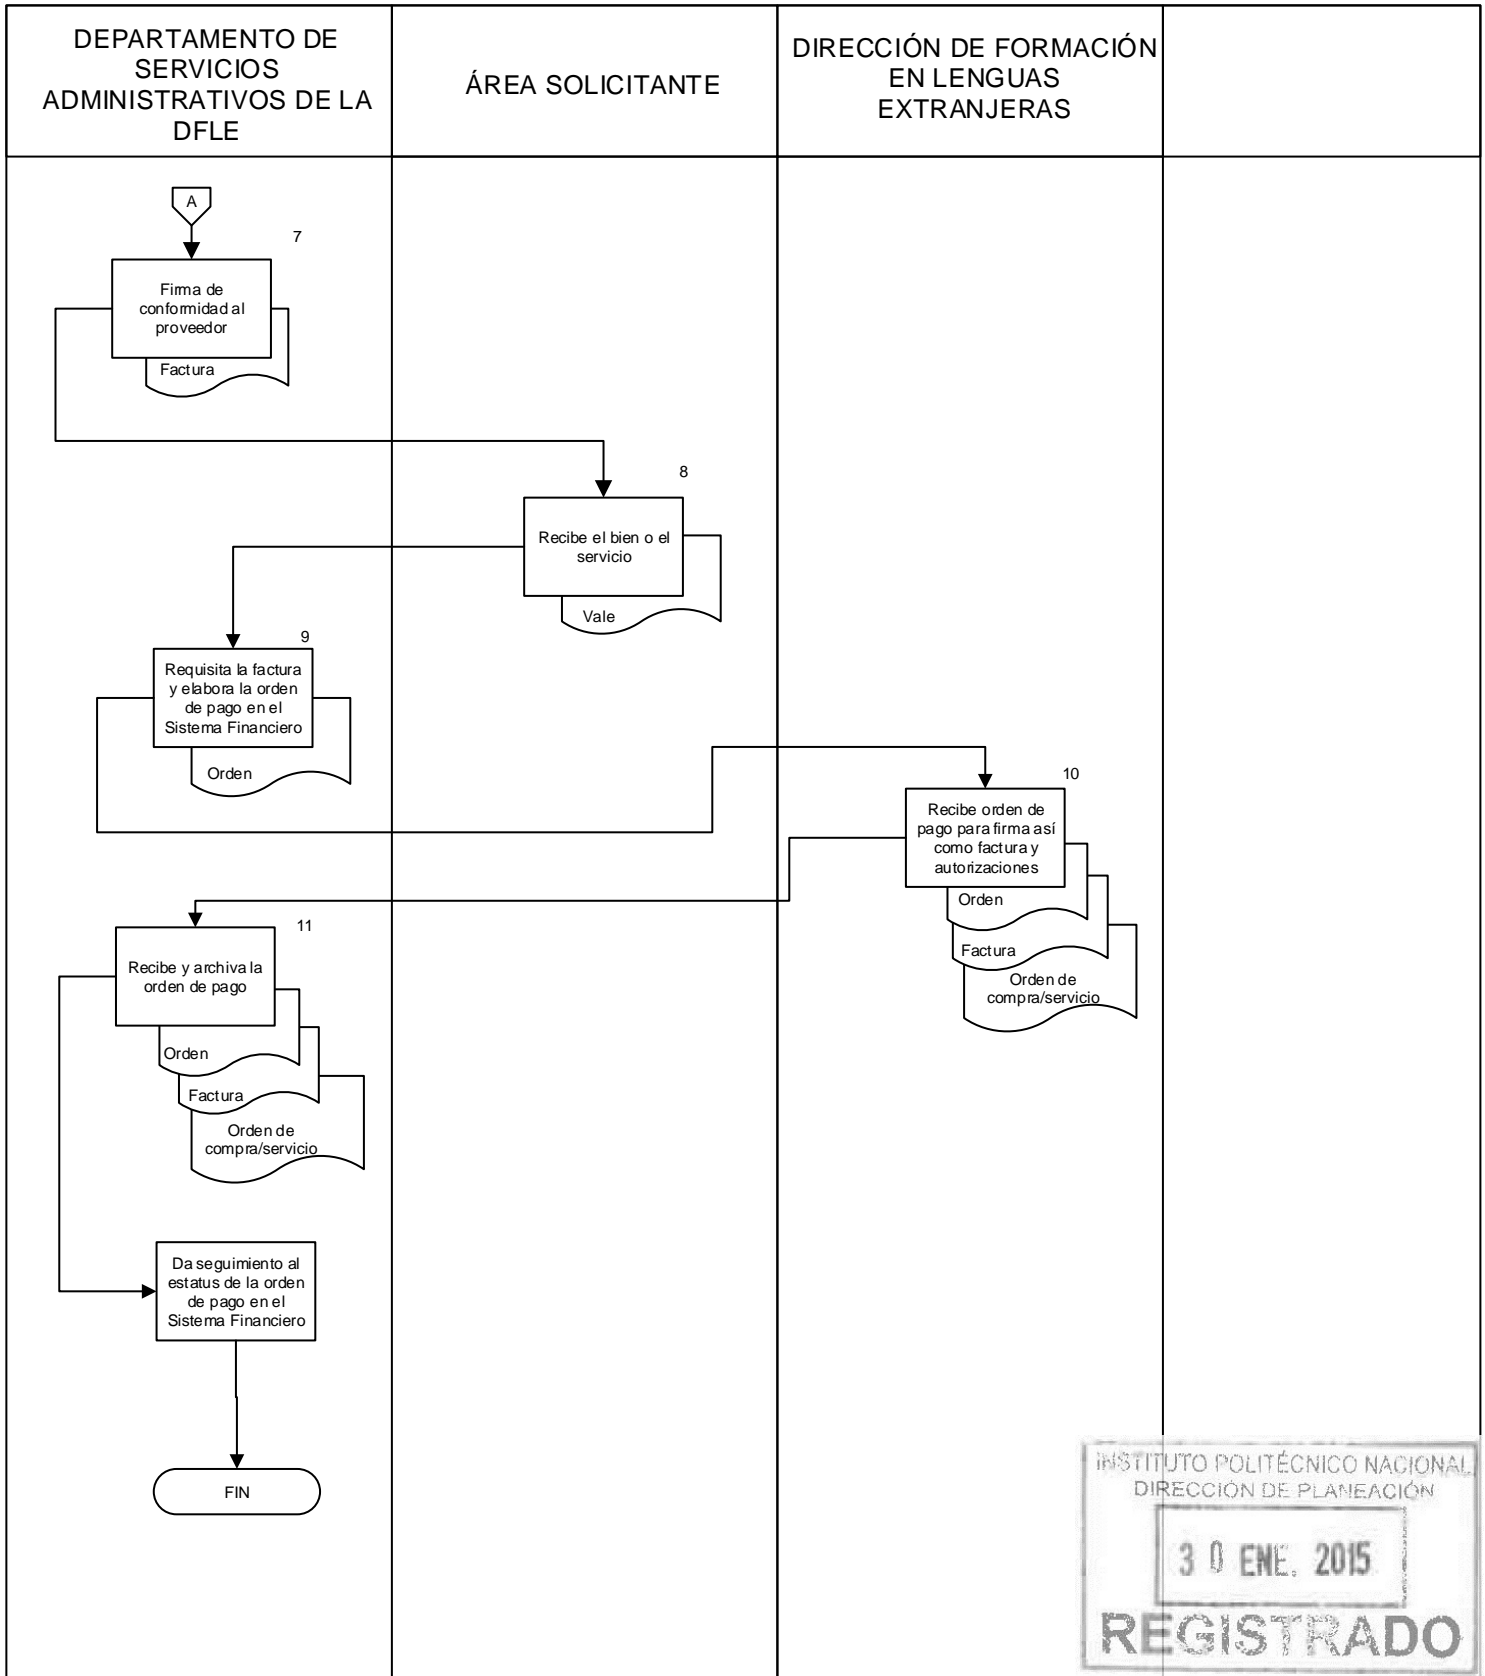 DEPARTAMENTO DE
SERVICIOS
ADMINISTRATIVOS DE LA
DFLE
ÁREA SOLICITANTE
DIRECCIÓN DE FORMACIÓN
EN LENGUAS
EXTRANJERAS
A
7
Firma de
conformidad al
proveedor
Factura
8
Recibe el bien o el
servicio
Vale
9
Requisita la factura
y elabora la orden
de pago en el
Sistema Financiero
Orden
10
Recibe orden de
pago para firma así
como factura y
autorizaciones
Orden
Factura
Orden de
compra/servicio
11
Recibe y archiva la
orden de pago
Orden
Factura
Orden de
compra/servicio
Da seguimiento al
estatus de la orden
de pago en el
Sistema Financiero
FIN
INSTITUTO POLITÉCNICO NACIONAL
DIRECCIÓN DE PLANEACIÓN
30 ENE. 2015
REGISTRADO